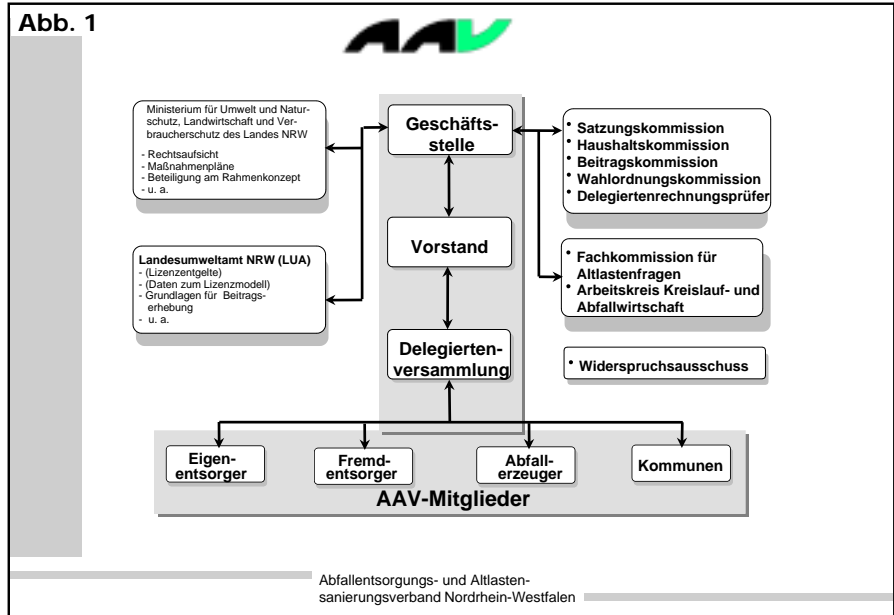 Abb. 1
AAV
Ministerium für Umwelt und Natur-
schutz, Landwirtschaft und Ver-
braucherschutz des Landes NRW
- Rechtsaufsicht
- Maßnahmenpläne
- Beteiligung am Rahmenkonzept
- u. a.
Landesumweltamt NRW (LUA)
- (Lizenzentgelte)
- (Daten zum Lizenzmodell)
- Grundlagen für Beitrags-
erhebung
- u. a.
Geschäfts-
stelle
Vorstand
Delegierten-
versammlung
• Satzungskommission
• Haushaltskommission
• Beitragskommission
• Wahlordnungskommission
• Delegiertenrechnungsprüfer
• Fachkommission für
Altlastenfragen
• Arbeitskreis Kreislauf- und
Abfallwirtschaft
• Widerspruchsausschuss
Eigen-
entsorger
Fremd-
entsorger
Abfall-
erzeuger
Kommunen
AAV-Mitglieder
Abfallentsorgungs- und Altlasten-
sanierungsverband Nordrhein-Westfalen